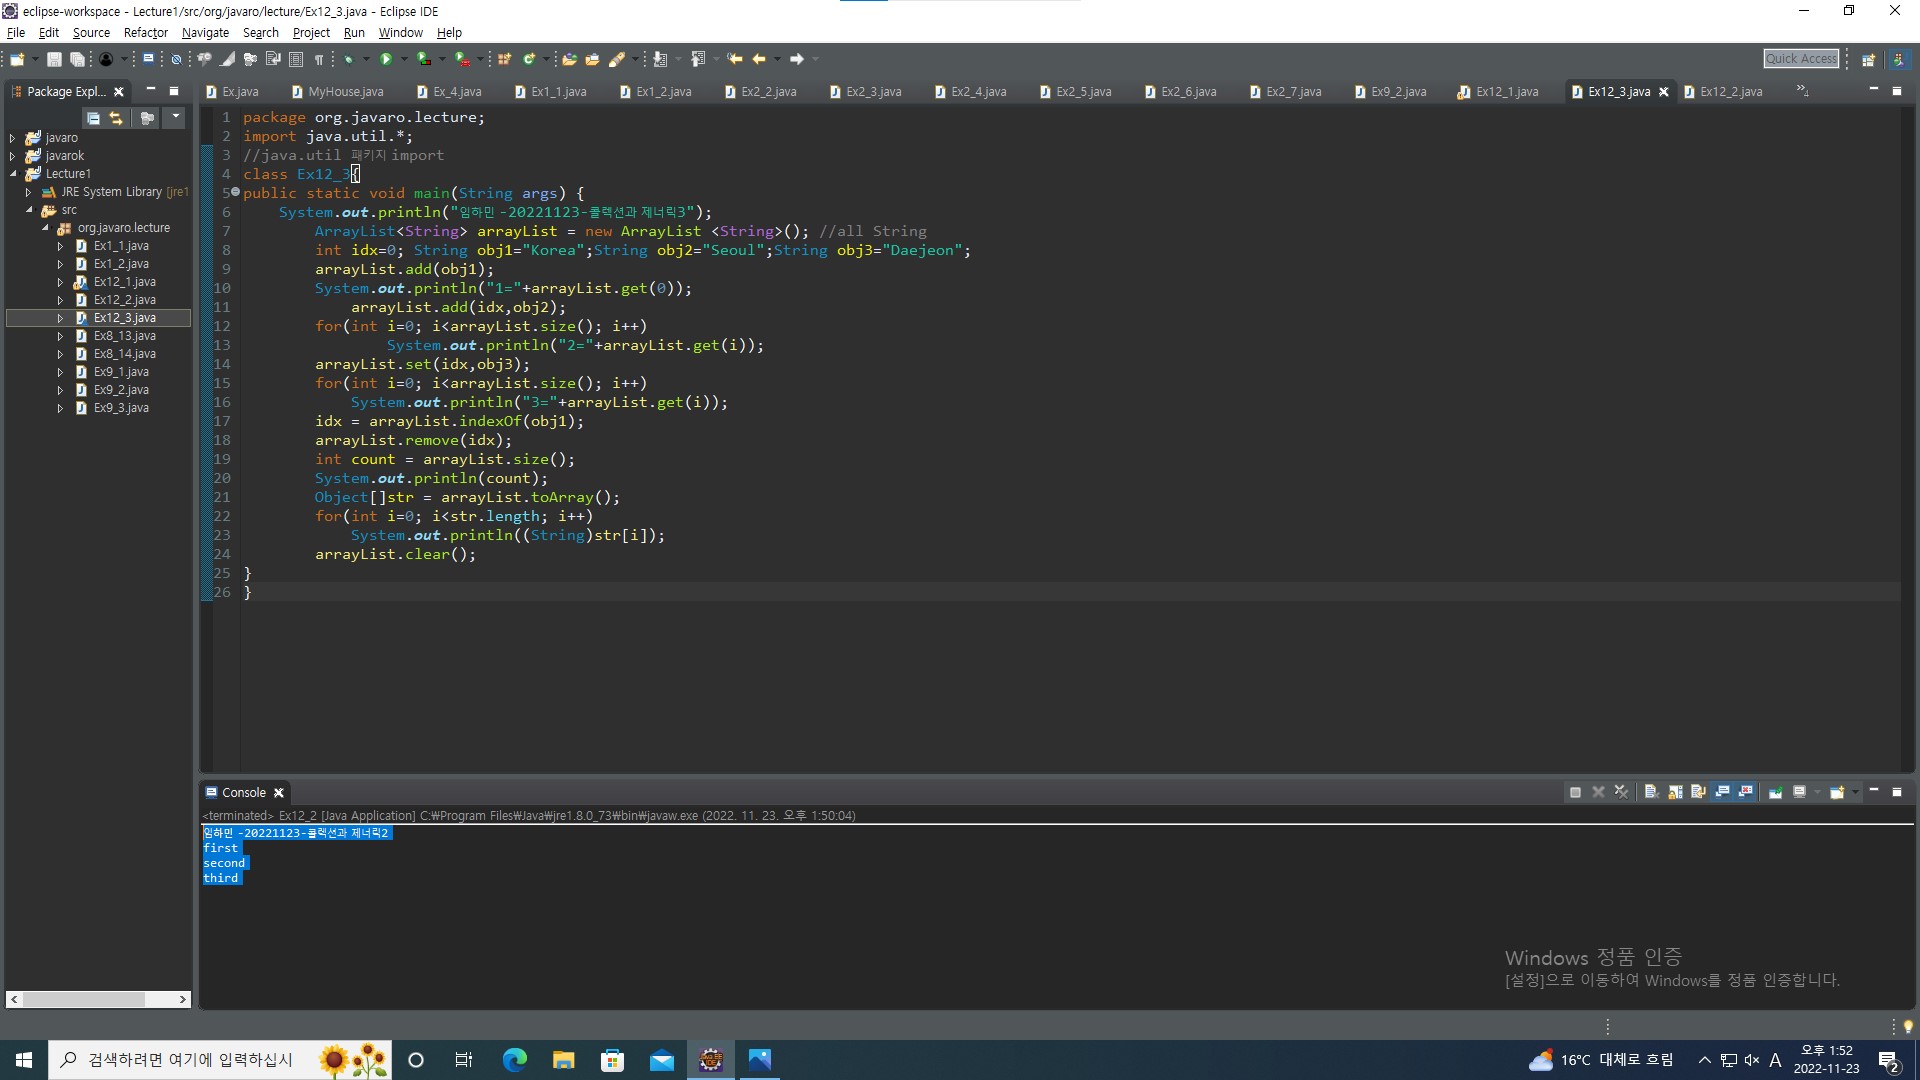 eclipse-workspace - Lecture1/src/org/javaro/lecture/Ex12_3.java - Eclipse IDE
File Edit Source Refactor Navigate Search Project Run Window Help
Quick Access
Package Expl...
Ex.java MyHouse.java Ex_4.java Ex1_1.java Ex1_2.java Ex2_2.java Ex2_3.java Ex2_4.java Ex2_5.java Ex2_6.java Ex2_7.java Ex9_2.java Ex12_1.java Ex12_3.java Ex12_2.java »4
javaro
javarok
Lecture1
JRE System Library [jre1
src
org.javaro.lecture
Ex1_1.java
Ex1_2.java
Ex12_1.java
Ex12_2.java
Ex12_3.java
Ex8_13.java
Ex8_14.java
Ex9_1.java
Ex9_2.java
Ex9_3.java
1 package org.javaro.lecture;
2 import java.util.*;
3 //java.util 패키지 import
4 class Ex12_3{
5 public static void main(String args) {
6 System.out.println("임하민 -20221123-콜렉션과 제너릭3");
7 ArrayList<String> arrayList = new ArrayList <String>(); //all String
8 int idx=0; String obj1="Korea";String obj2="Seoul";String obj3="Daejeon";
9 arrayList.add(obj1);
10 System.out.println("1="+arrayList.get(0));
11 arrayList.add(idx,obj2);
12 for(int i=0; i<arrayList.size(); i++)
13 System.out.println("2="+arrayList.get(i));
14 arrayList.set(idx,obj3);
15 for(int i=0; i<arrayList.size(); i++)
16 System.out.println("3="+arrayList.get(i));
17 idx = arrayList.indexOf(obj1);
18 arrayList.remove(idx);
19 int count = arrayList.size();
20 System.out.println(count);
21 Object[]str = arrayList.toArray();
22 for(int i=0; i<str.length; i++)
23 System.out.println((String)str[i]);
24 arrayList.clear();
25 }
26 }
Console
<terminated> Ex12_2 [Java Application] C:₩Program Files₩Java₩jre1.8.0_73₩bin₩javaw.exe (2022. 11. 23. 오후 1:50:04)
임하민 -20221123-콜렉션과 제너릭2
first
second
third
Windows 정품 인증
[설정]으로 이동하여 Windows를 정품 인증합니다.
검색하려면 여기에 입력하십시
16°C 대체로 흐림
A
오후 1:52
2022-11-23
2